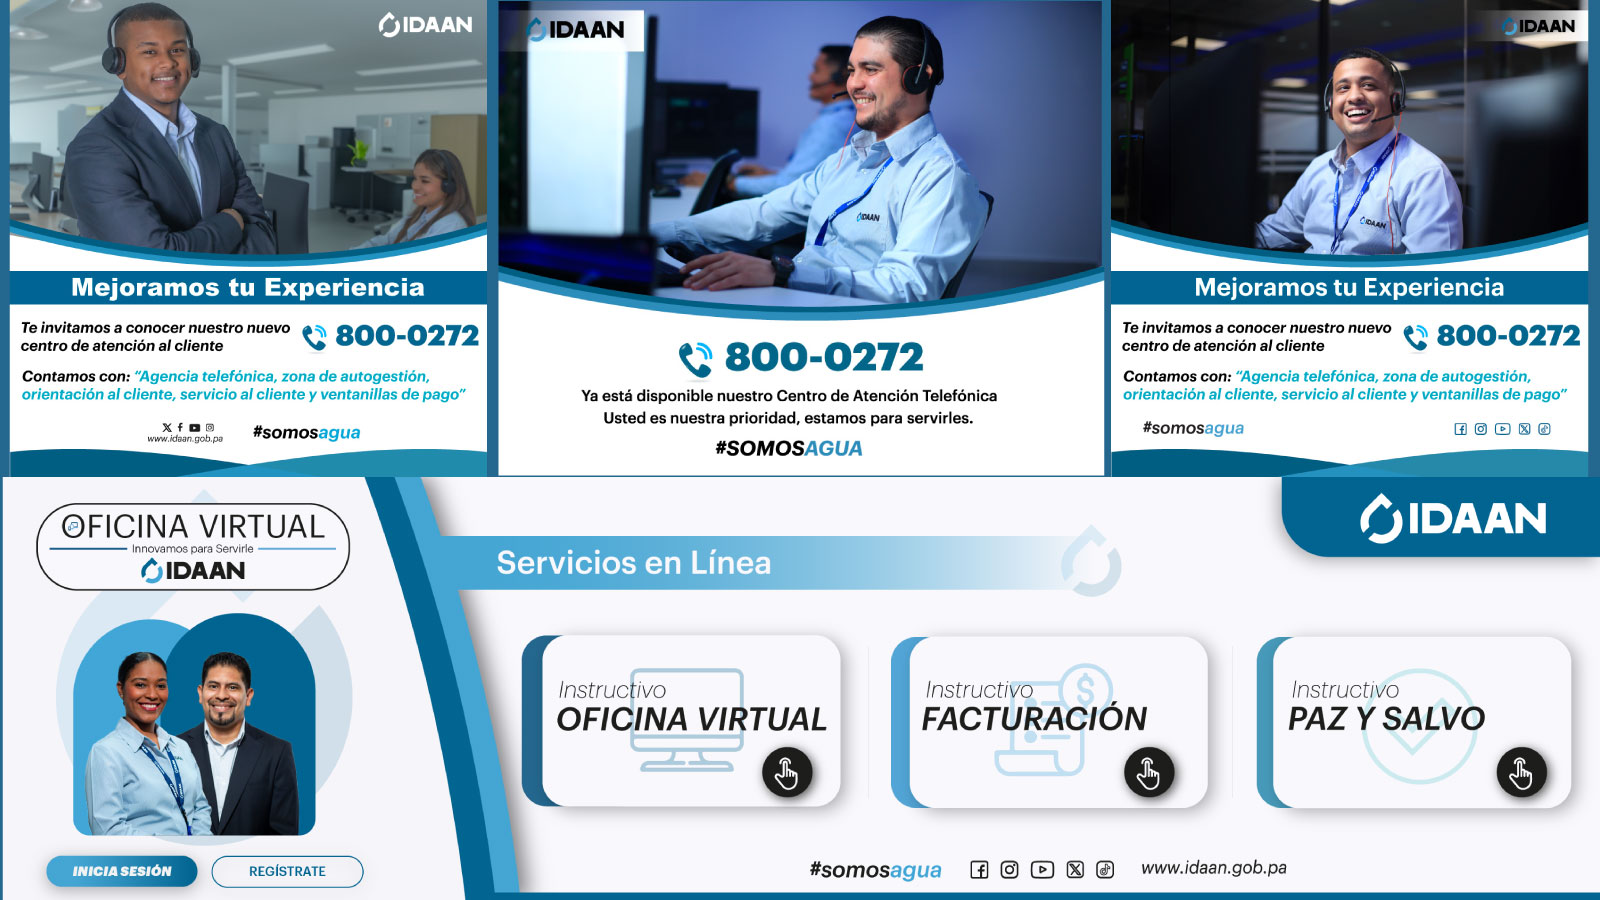 IDAAN
Mejoramos tu Experiencia
Te invitamos a conocer nuestro nuevo
centro de atención al cliente
800-0272
Contamos con: “Agencia telefónica, zona de autogestión,
orientación al cliente, servicio al cliente y ventanillas de pago”
www.idaan.gob.pa
#somosagua
IDAAN
IDAAN
800-0272
Ya está disponible nuestro Centro de Atención Telefónica
Usted es nuestra prioridad, estamos para servirles.
#SOMOSAGUA
IDAAN
IDAAN
Mejoramos tu Experiencia
Te invitamos a conocer nuestro nuevo
centro de atención al cliente
800-0272
Contamos con: “Agencia telefónica, zona de autogestión,
orientación al cliente, servicio al cliente y ventanillas de pago”
#somosagua
OFICINA VIRTUAL
Innovamos para Servirle
IDAAN
INICIA SESIÓN
REGÍSTRATE
Servicios en Línea
IDAAN
Instructivo
OFICINA VIRTUAL
Instructivo
FACTURACIÓN
Instructivo
PAZ Y SALVO
#somosagua
www.idaan.gob.pa